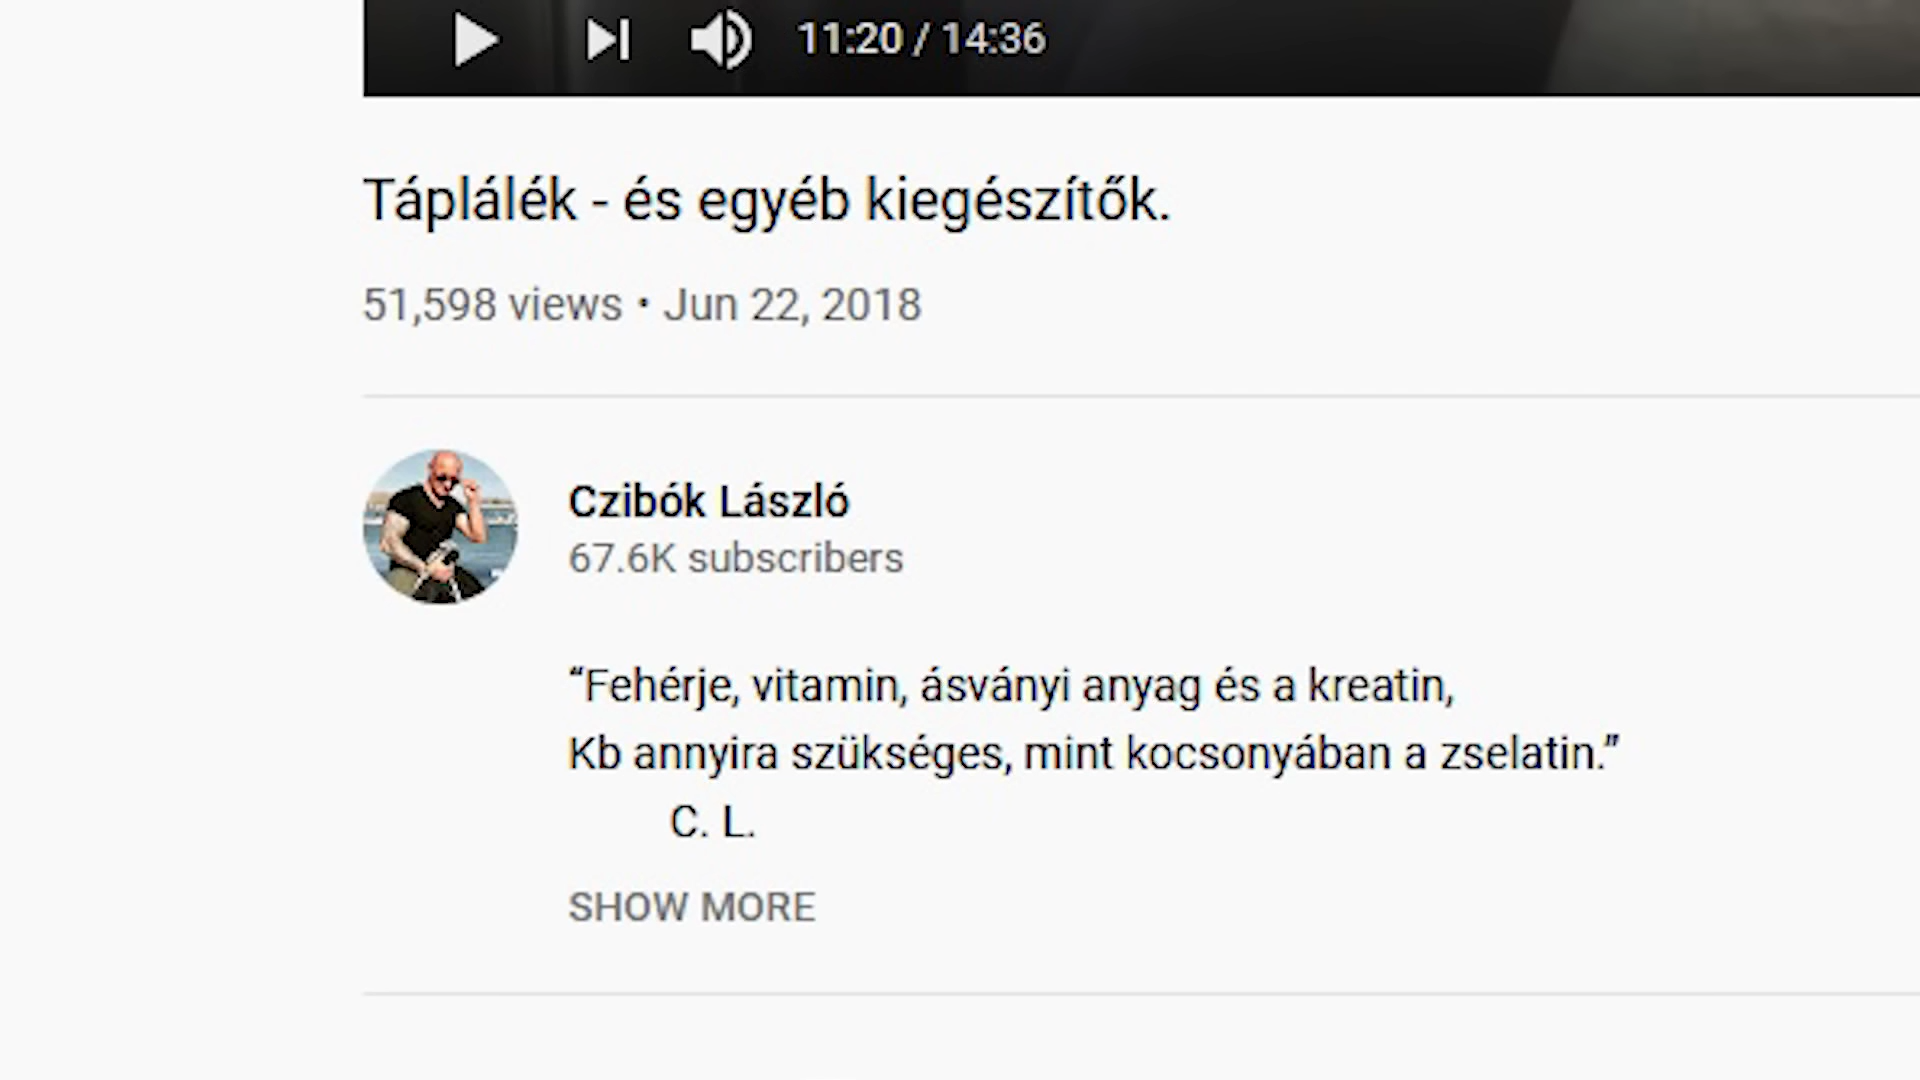 11:20 / 14:36
Táplálék - és egyéb kiegészítők.
51,598 views • Jun 22, 2018
Czibók László
67.6K subscribers
“Fehérje, vitamin, ásványi anyag és a kreatin,
Kb annyira szükséges, mint kocsonyában a zselatin.”
C. L.
SHOW MORE